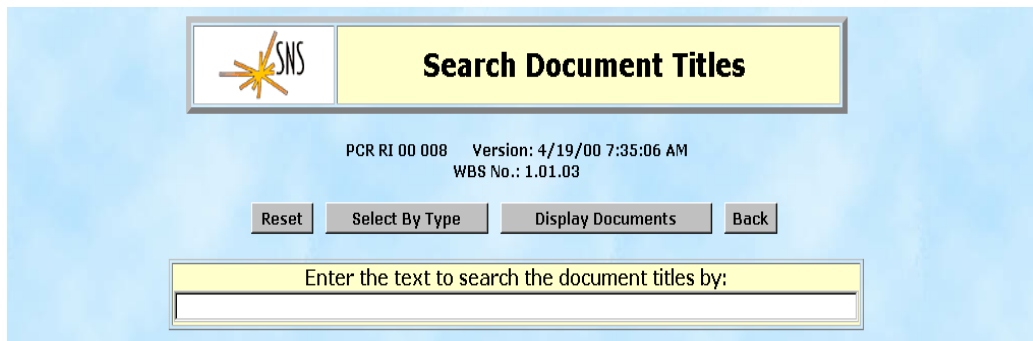 SNS
Search Document Titles
PCR RI 00 008 Version: 4/19/00 7:35:06 AM
WBS No.: 1.01.03
Reset Select By Type Display Documents Back
Enter the text to search the document titles by: